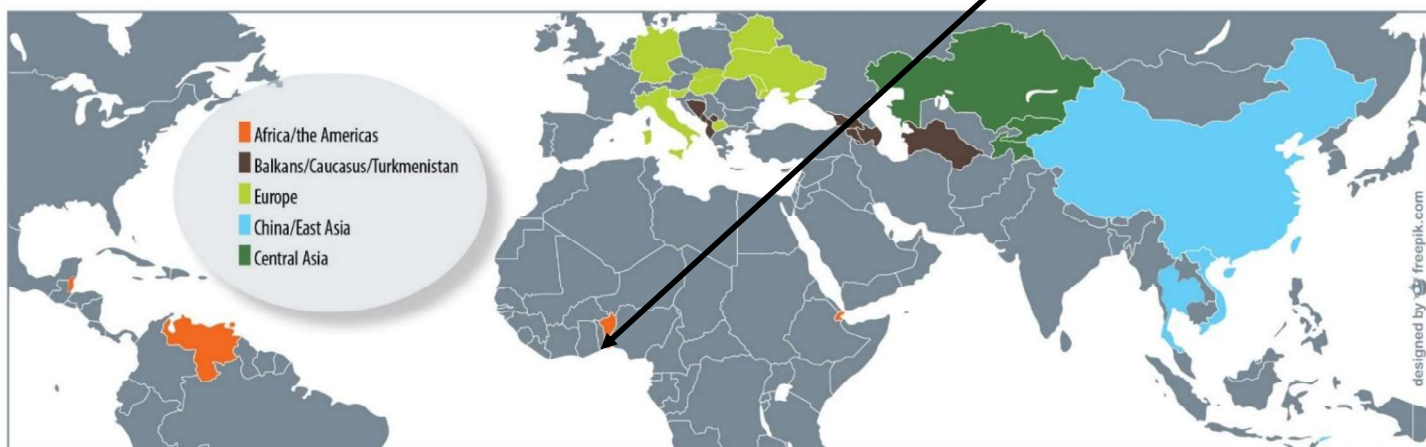 Africa/the Americas
Balkans/Caucasus/Turkmenistan
Europe
China/East Asia
Central Asia
designed by freepik.com